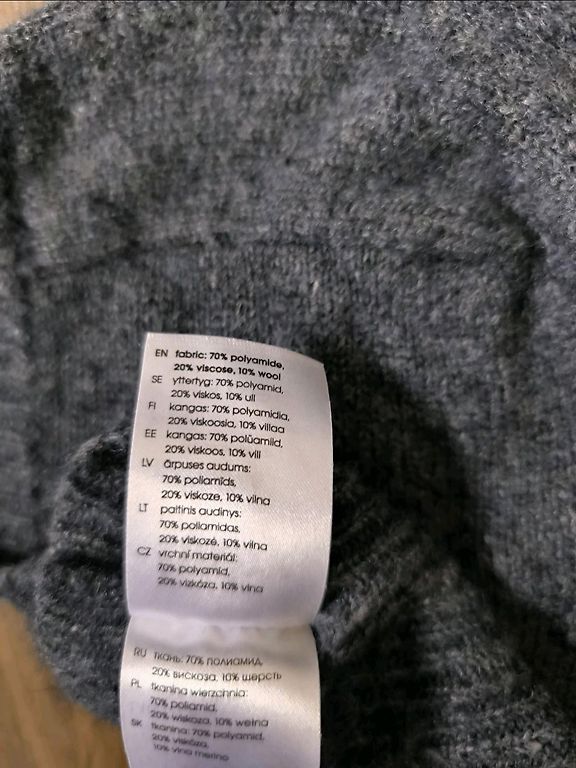 EN fabric: 70% polyamide,
20% viscose, 10% wool
SE yttertyg: 70% polyamid,
20% viskos, 10% ull
FI kangas: 70% polyamidia,
20% viskoosia, 10% villaa
EE kangas: 70% polüamiid,
20% viskoos, 10% vill
LV ārpuses audums:
70% poliamīds,
20% viskoze, 10% vilna
LT paltinis audinys:
70% poliamidas,
20% viskozė, 10% vilna
CZ vrchní materiál:
70% polyamid,
20% vizkóza, 10% vlna
RU ткань: 70% полиамид,
20% вискоза, 10% шерсть
PL tkanina wierzchnia:
70% poliamid,
20% wiskoza, 10% wełna
SK tkanina: 70% polyamid,
20% viskóza,
10% vlna merino